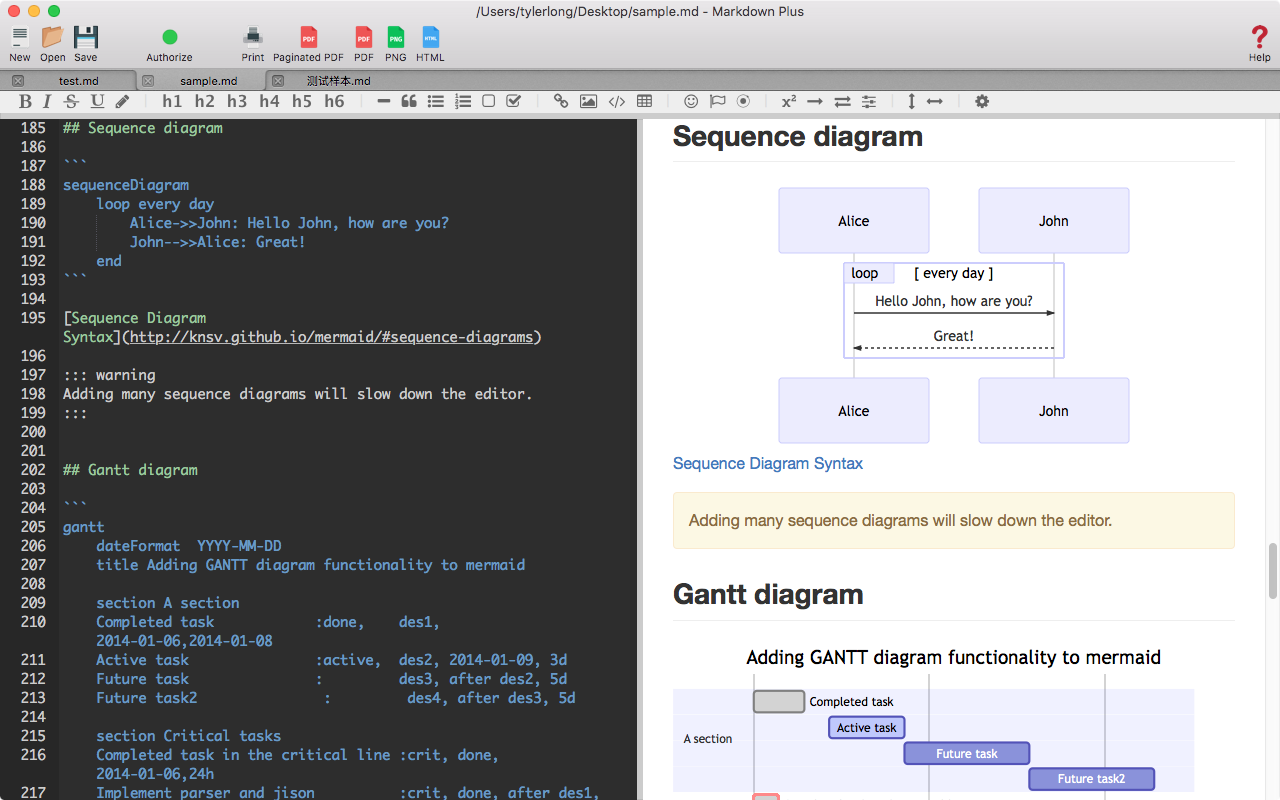 /Users/tylerlong/Desktop/sample.md - Markdown Plus
New Open Save Authorize Print Paginated PDF PDF PNG HTML Help
test.md sample.md 测试样本.md
B I S U h1 h2 h3 h4 h5 h6 x²
185 ## Sequence diagram
186
187 ```
188 sequenceDiagram
189 loop every day
190 Alice->>John: Hello John, how are you?
191 John-->>Alice: Great!
192 end
193 ```
194
195 [Sequence Diagram
Syntax](http://knsv.github.io/mermaid/#sequence-diagrams)
196
197 ::: warning
198 Adding many sequence diagrams will slow down the editor.
199 :::
200
201
202 ## Gantt diagram
203
204 ```
205 gantt
206 dateFormat  YYYY-MM-DD
207 title Adding GANTT diagram functionality to mermaid
208
209 section A section
210 Completed task            :done,    des1,
2014-01-06,2014-01-08
211 Active task               :active,  des2, 2014-01-09, 3d
212 Future task               :         des3, after des2, 5d
213 Future task2               :         des4, after des3, 5d
214
215 section Critical tasks
216 Completed task in the critical line :crit, done,
2014-01-06,24h
217 Implement parser and jison          :crit, done, after des1,
Sequence diagram
Alice John
loop [ every day ]
Hello John, how are you?
Great!
Alice John
Sequence Diagram Syntax
Adding many sequence diagrams will slow down the editor.
Gantt diagram
Adding GANTT diagram functionality to mermaid
Completed task
Active task
A section
Future task
Future task2